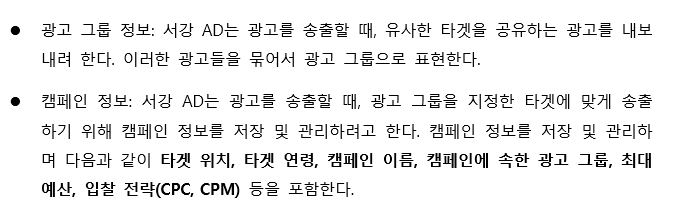 ● 광고 그룹 정보: 서강 AD는 광고를 송출할 때, 유사한 타겟을 공유하는 광고를 내보
내려 한다. 이러한 광고들을 묶어서 광고 그룹으로 표현한다.
● 캠페인 정보: 서강 AD는 광고를 송출할 때, 광고 그룹을 지정한 타겟에 맞게 송출
하기 위해 캠페인 정보를 저장 및 관리하려고 한다. 캠페인 정보를 저장 및 관리하
며 다음과 같이 타겟 위치, 타겟 연령, 캠페인 이름, 캠페인에 속한 광고 그룹, 최대
예산, 입찰 전략(CPC, CPM) 등을 포함한다.